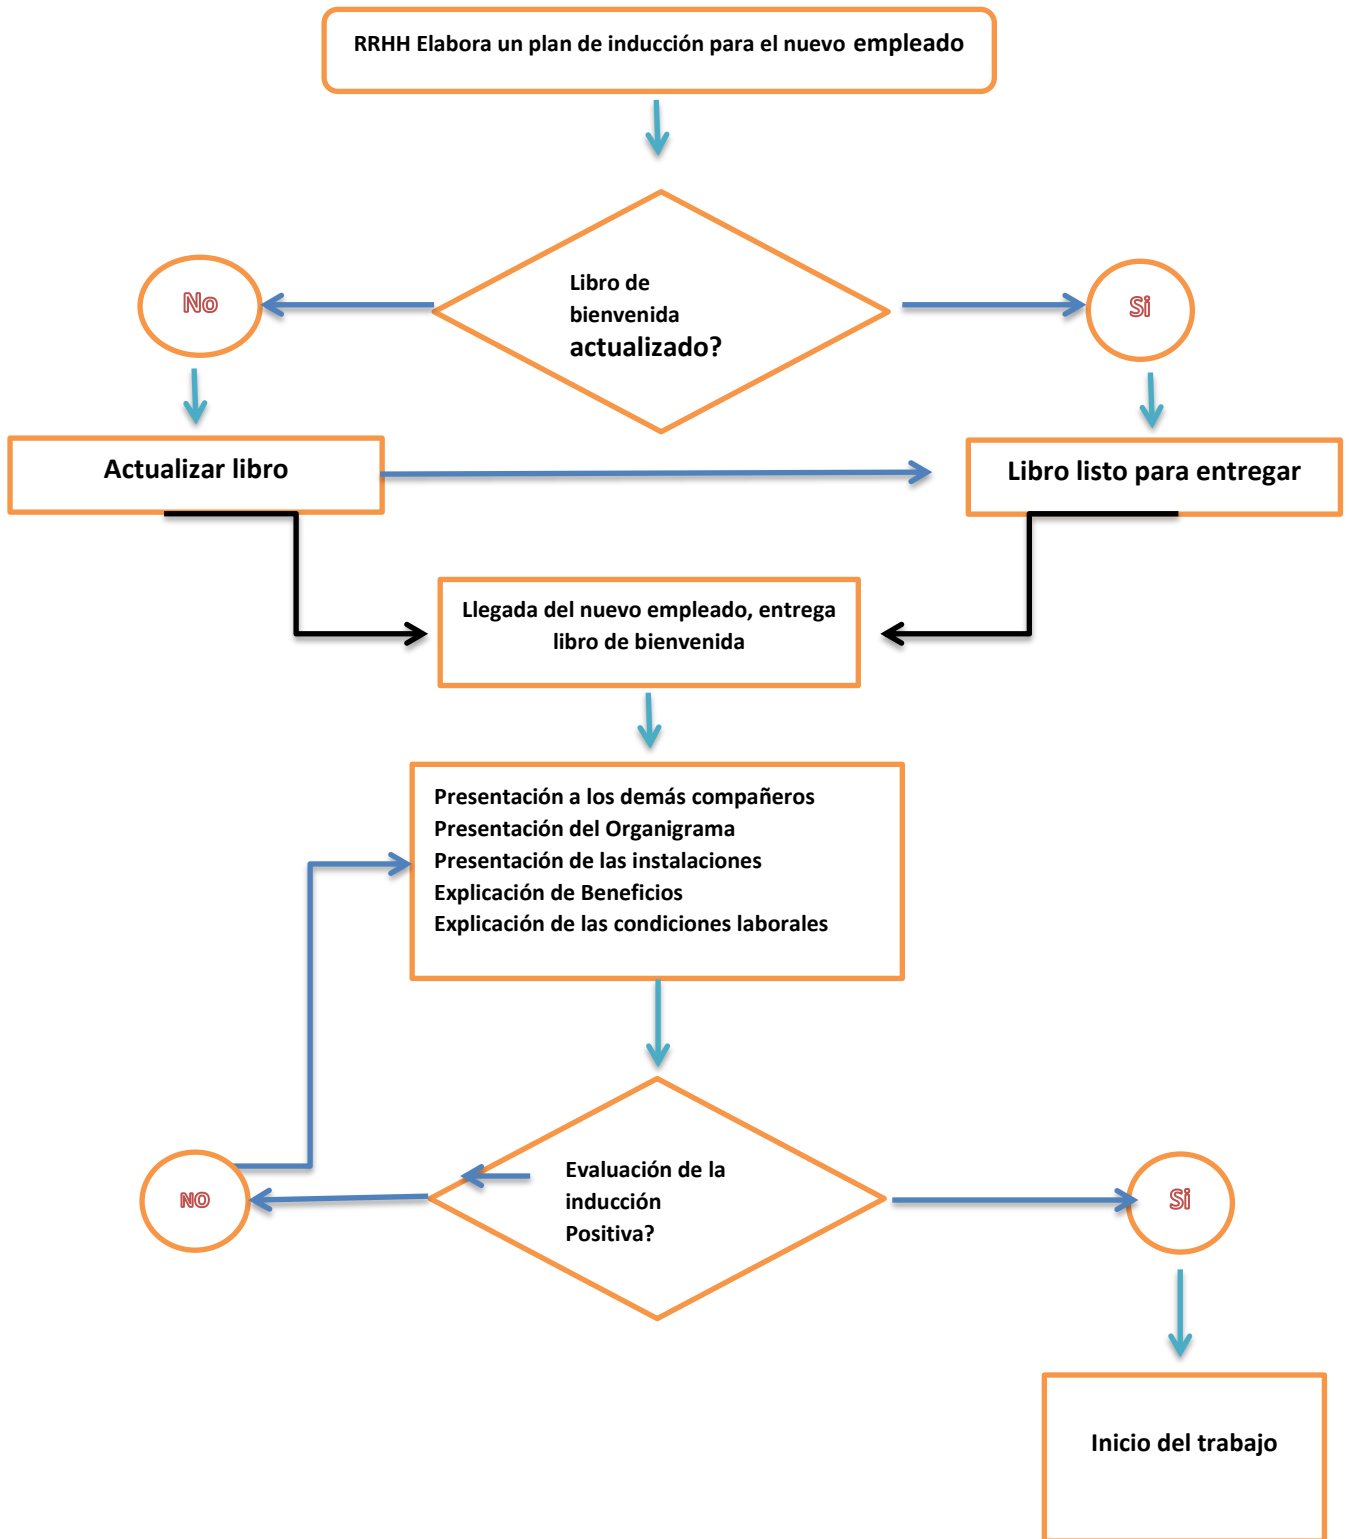 RRHH Elabora un plan de inducción para el nuevo empleado
Libro de
bienvenida
actualizado?
No
Si
Actualizar libro
Libro listo para entregar
Llegada del nuevo empleado, entrega
libro de bienvenida
Presentación a los demás compañeros
Presentación del Organigrama
Presentación de las instalaciones
Explicación de Beneficios
Explicación de las condiciones laborales
Evaluación de la
inducción
Positiva?
NO
Si
Inicio del trabajo